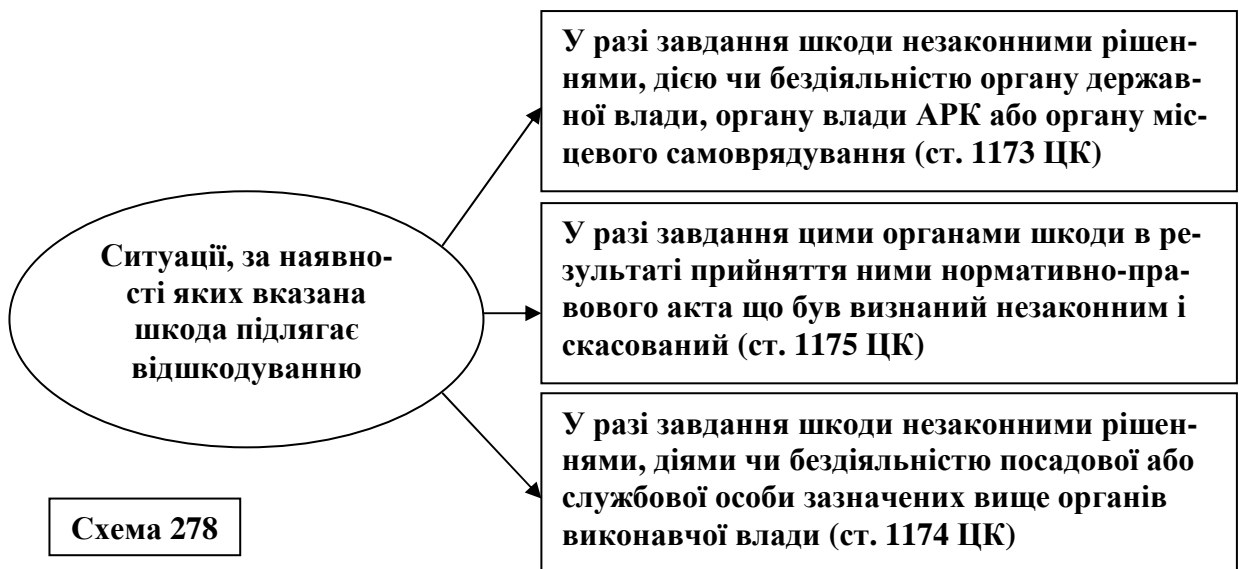 У разі завдання шкоди незаконними рішен-
нями, дією чи бездіяльністю органу держав-
ної влади, органу влади АРК або органу міс-
цевого самоврядування (ст. 1173 ЦК)
Ситуації, за наявно-
сті яких вказана
шкода підлягає
відшкодуванню
У разі завдання цими органами шкоди в ре-
зультаті прийняття ними нормативно-пра-
вового акта що був визнаний незаконним і
скасований (ст. 1175 ЦК)
У разі завдання шкоди незаконними рішен-
нями, діями чи бездіяльністю посадової або
службової особи зазначених вище органів
виконавчої влади (ст. 1174 ЦК)
Схема 278